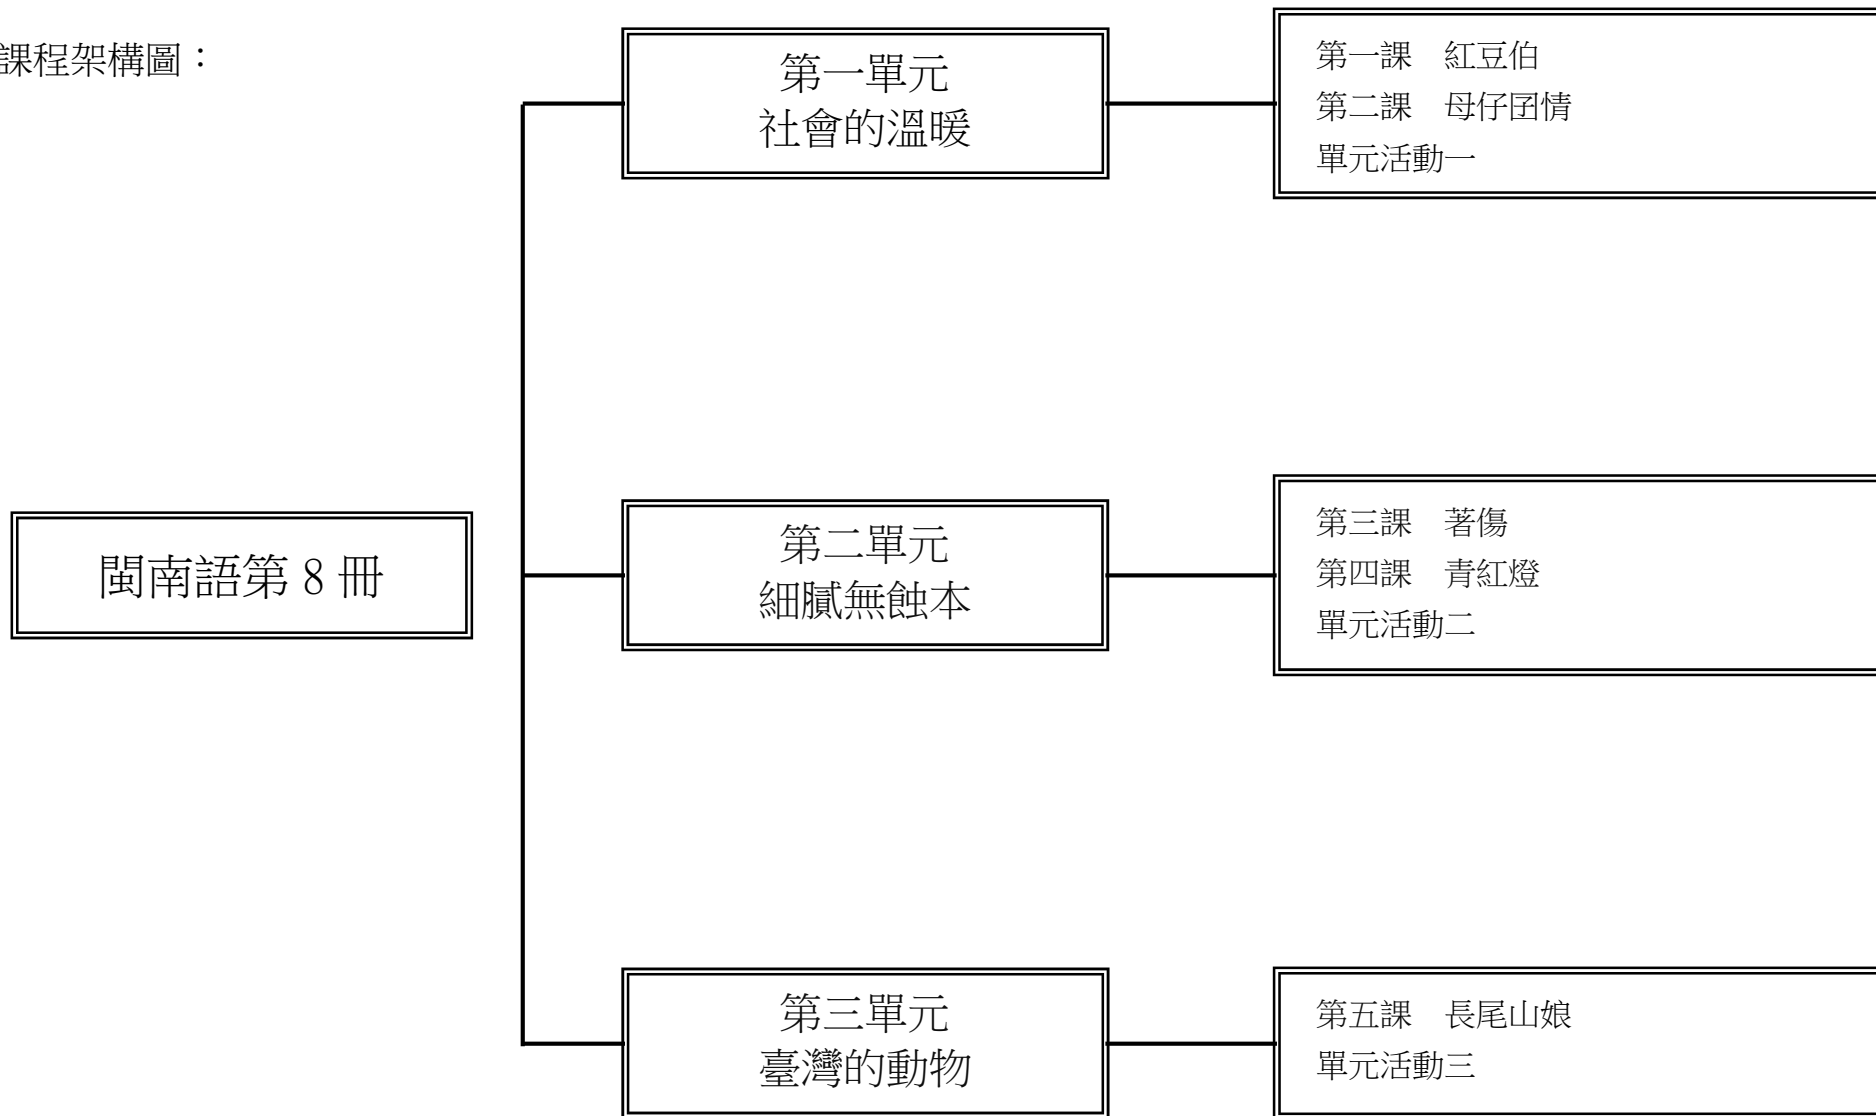 課程架構圖：
第一單元
社會的溫暖
第一課　紅豆伯
第二課　母仔囝情
單元活動一
閩南語第 8 冊
第二單元
細膩無蝕本
第三課　著傷
第四課　青紅燈
單元活動二
第三單元
臺灣的動物
第五課　長尾山娘
單元活動三